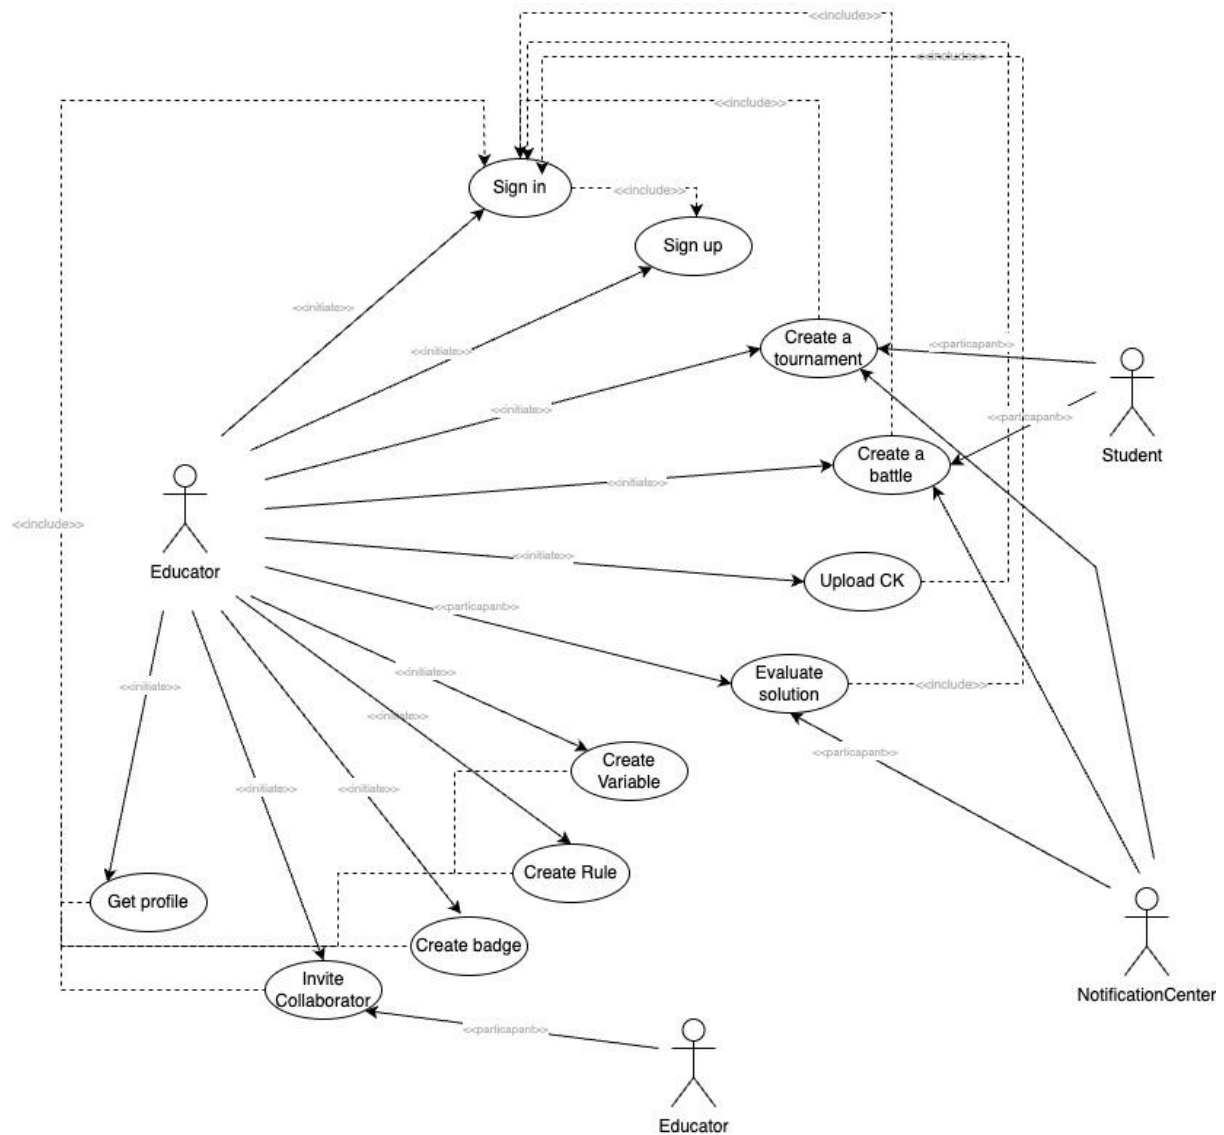 <<include>>
<<include>>
<<include>>
Sign in
<<include>>
Sign up
<<initiate>>
Create a
tournament
<<particapant>>
<<initiate>>
<<initiate>>
<<particapant>>
Student
Create a
battle
<<initiate>>
<<include>>
Educator
<<initiate>>
Upload CK
<<particapant>>
Evaluate
solution
<<include>>
<<initiate>>
<<initiate>>
<<initiate>>
<<particapant>>
Create
Variable
<<initiate>>
<<initiate>>
Create Rule
Get profile
Create badge
Invite
Collaborator
NotificationCenter
<<particapant>>
Educator